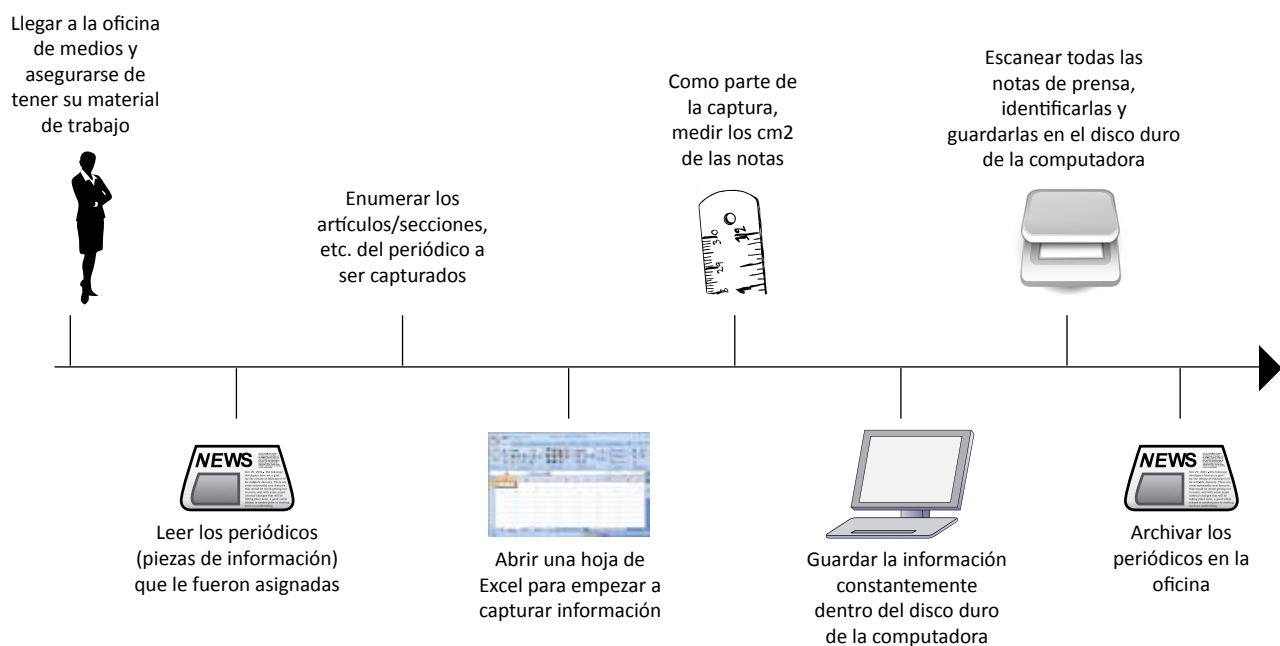 Llegar a la oficina
de medios y
asegurarse de
tener su material
de trabajo
NEWS
Leer los periódicos
(piezas de información)
que le fueron asignadas
Enumerar los
artículos/secciones,
etc. del periódico a
ser capturados
Abrir una hoja de
Excel para empezar a
capturar información
Como parte de
la captura,
medir los cm2
de las notas
Guardar la información
constantemente
dentro del disco duro
de la computadora
Escanear todas las
notas de prensa,
identificarlas y
guardarlas en el disco duro
de la computadora
NEWS
Archivar los
periódicos en la
oficina